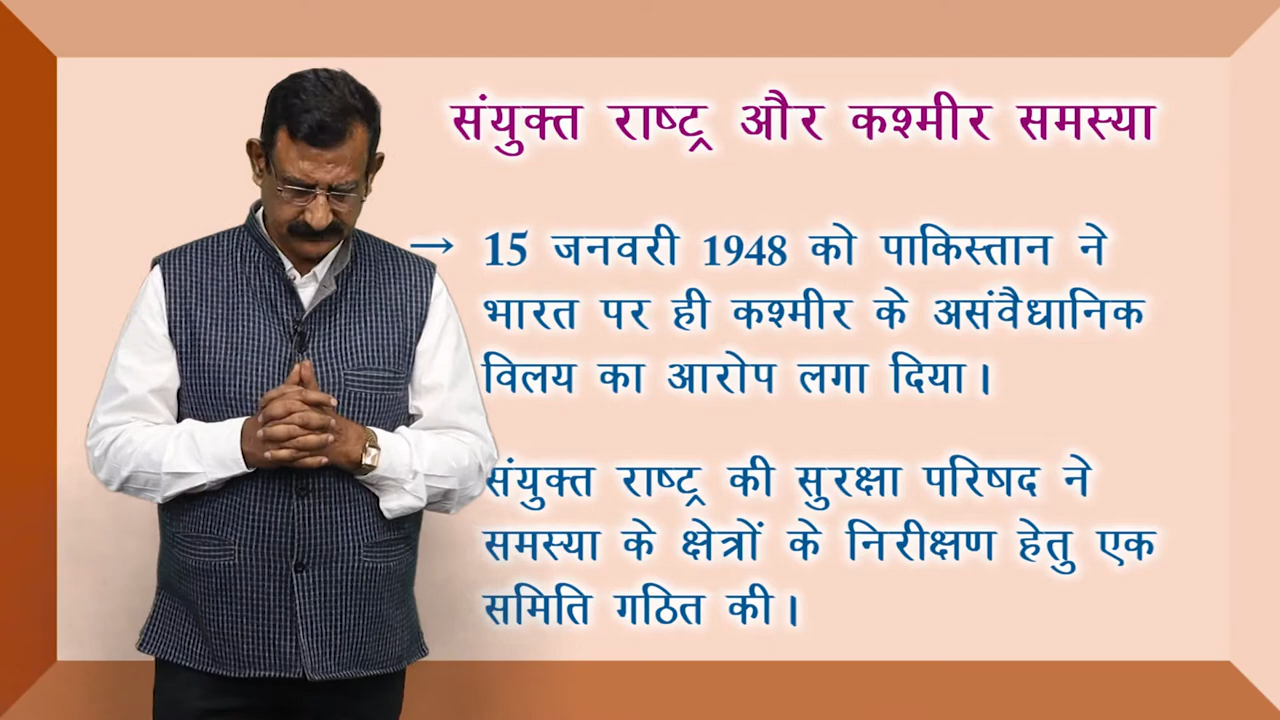 संयुक्त राष्ट्र और कश्मीर समस्या
→ 15 जनवरी 1948 को पाकिस्तान ने
भारत पर ही कश्मीर के असंवैधानिक
विलय का आरोप लगा दिया।
संयुक्त राष्ट्र की सुरक्षा परिषद ने
समस्या के क्षेत्रों के निरीक्षण हेतु एक
समिति गठित की।